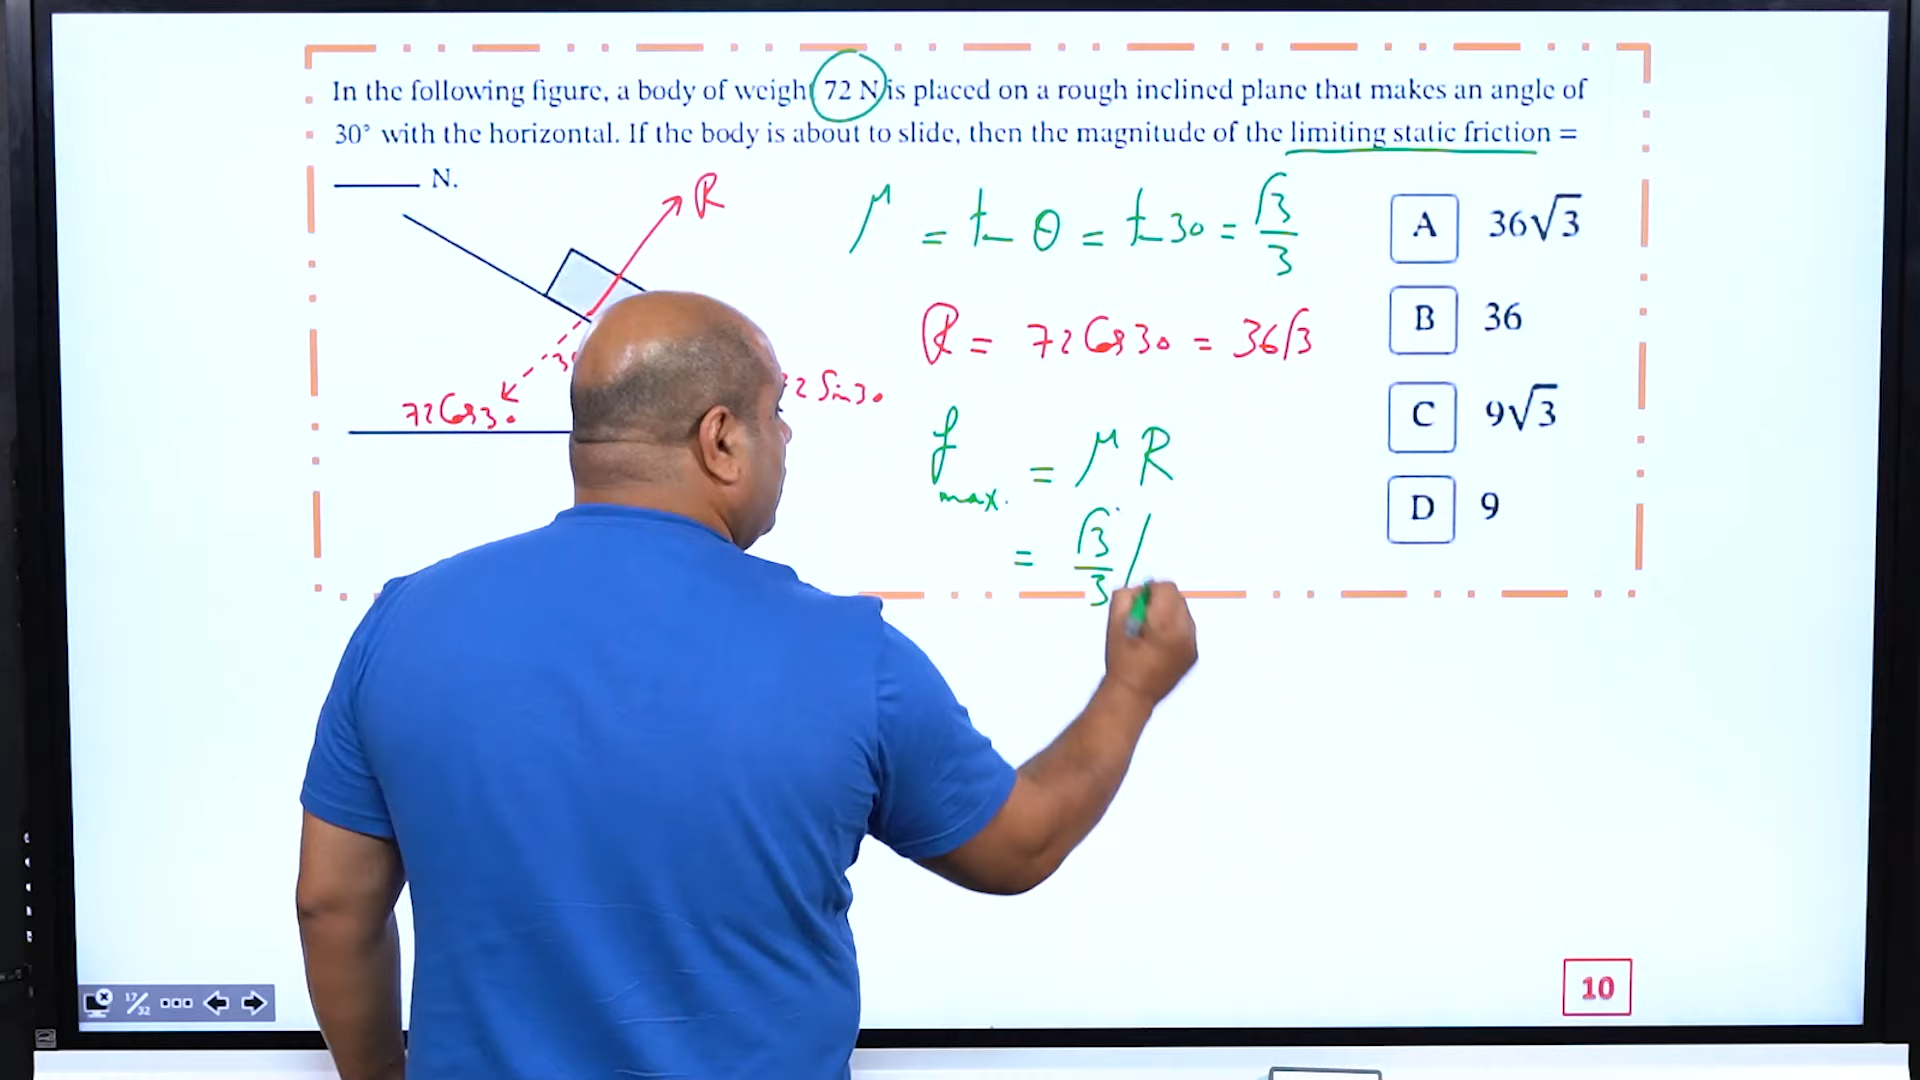 In the following figure, a body of weight 72 N is placed on a rough inclined plane that makes an angle of
30° with the horizontal. If the body is about to slide, then the magnitude of the limiting static friction =
_____ N.
R
72 Cos 30
2 Sin 30
μ = tan θ = tan 30 = √3/3
R = 72 Cos 30 = 36√3
f max. = μ R
= √3/3
A 36√3
B 36
C 9√3
D 9
17/32
10